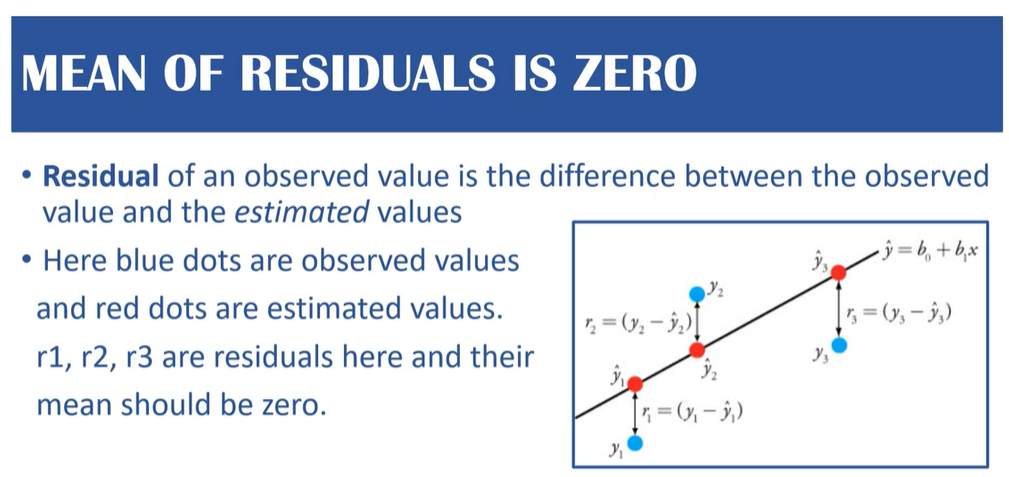 MEAN OF RESIDUALS IS ZERO
• Residual of an observed value is the difference between the observed
value and the estimated values
• Here blue dots are observed values
and red dots are estimated values.
r1, r2, r3 are residuals here and their
mean should be zero.
ŷ₃
ŷ = b₀ + b₁x
y₂
r₂ = (y₂ − ŷ₂)
r₃ = (y₃ − ŷ₃)
y₃
ŷ₂
ŷ₁
r₁ = (y₁ − ŷ₁)
y₁